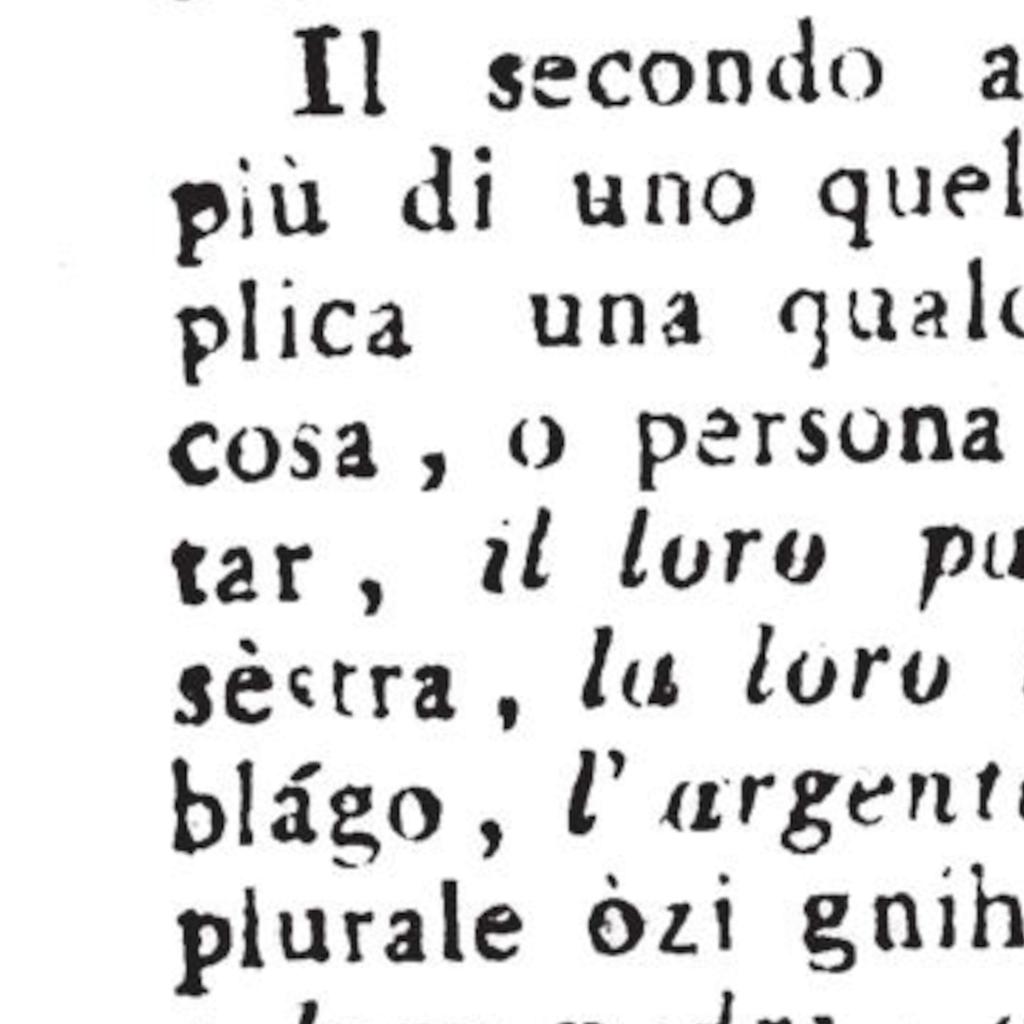 Il secondo a
più di uno quel
plica una qualc
cosa, o persona
tar, il loro pu
sèstra, la loro
blágo, l'argent
plurale òzi gnih